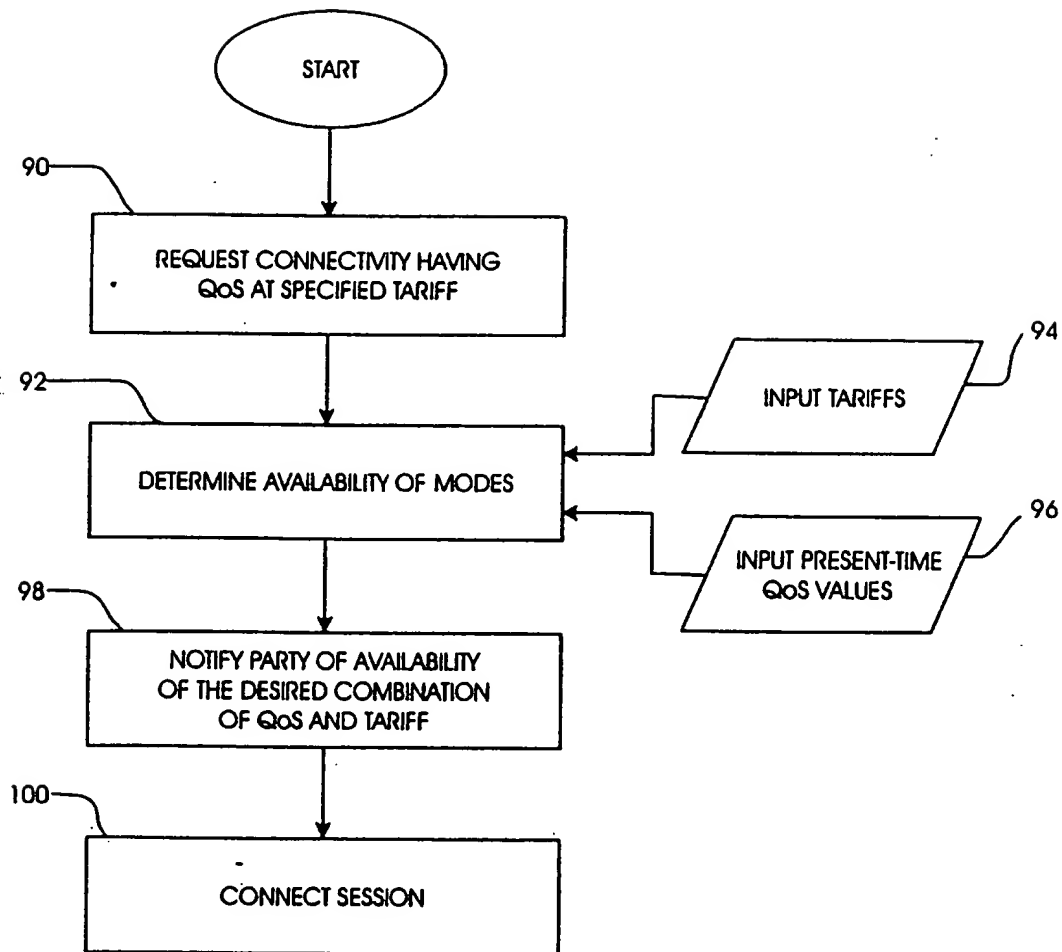 START
90
REQUEST CONNECTIVITY HAVING
QoS AT SPECIFIED TARIFF
92
DETERMINE AVAILABILITY OF MODES
94
INPUT TARIFFS
96
INPUT PRESENT-TIME
QoS VALUES
98
NOTIFY PARTY OF AVAILABILITY
OF THE DESIRED COMBINATION
OF QoS AND TARIFF
100
CONNECT SESSION